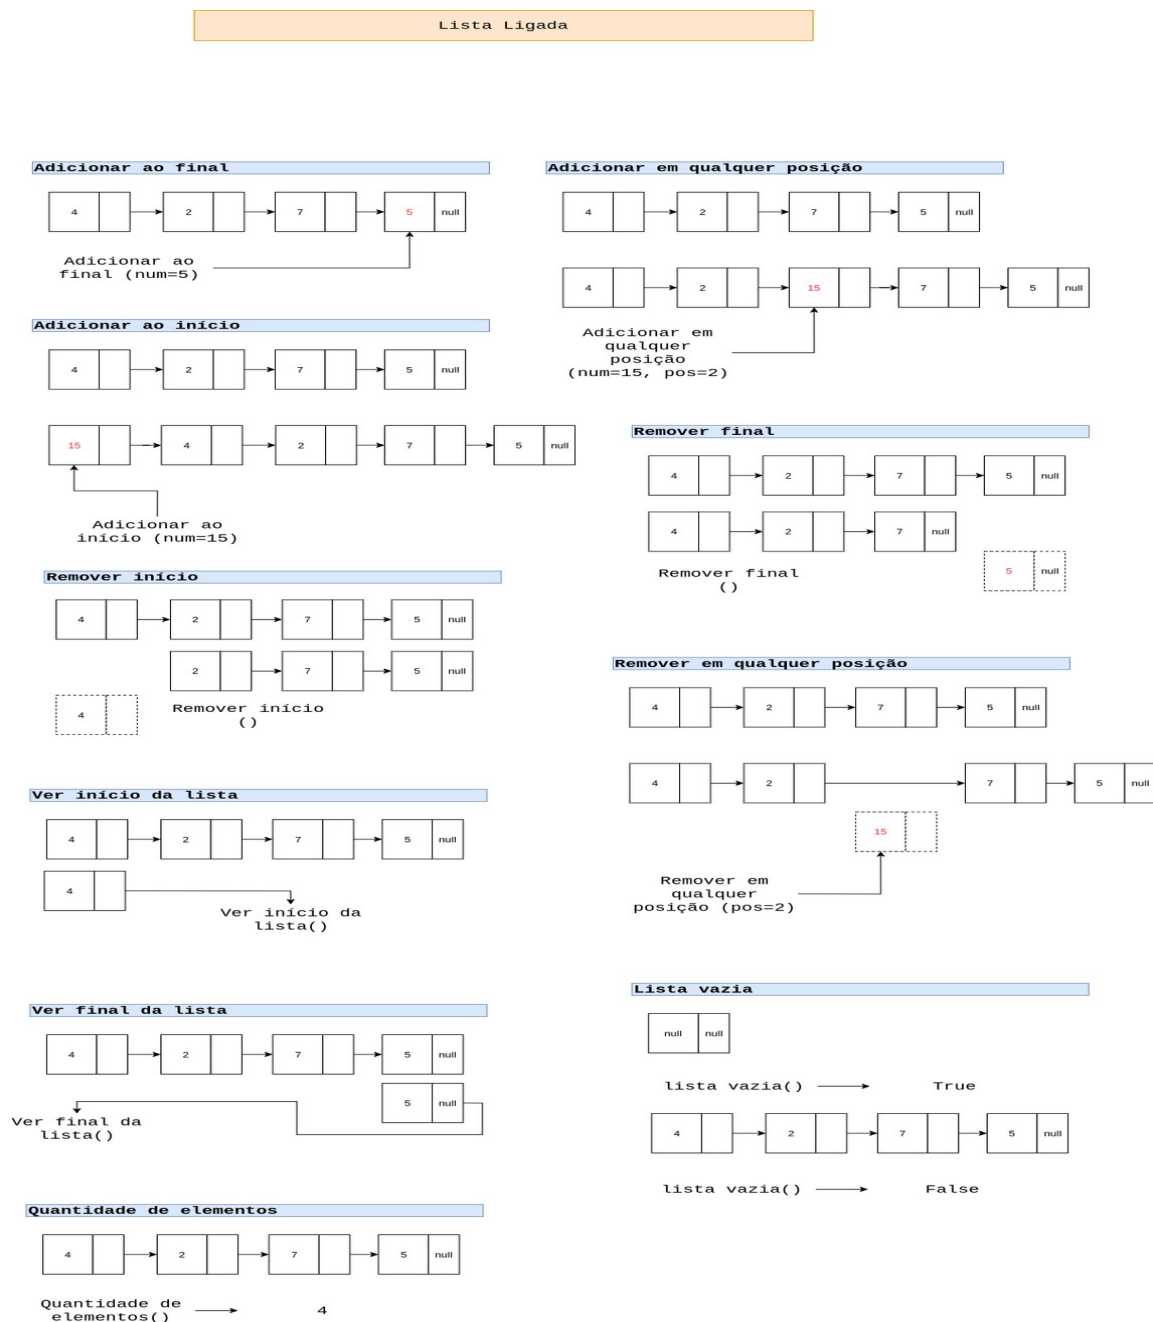 Lista Ligada
Adicionar ao final
4 2 7 5 null
Adicionar ao
final (num=5)
Adicionar ao início
4 2 7 5 null
15 4 2 7 5 null
Adicionar ao
início (num=15)
Remover início
4 2 7 5 null
2 7 5 null
4
Remover início
()
Ver início da lista
4 2 7 5 null
4
Ver início da
lista()
Ver final da lista
4 2 7 5 null
5 null
Ver final da
lista()
Quantidade de elementos
4 2 7 5 null
Quantidade de
elementos()
4
Adicionar em qualquer posição
4 2 7 5 null
4 2 15 7 5 null
Adicionar em
qualquer
posição
(num=15, pos=2)
Remover final
4 2 7 5 null
4 2 7 null
5 null
Remover final
()
Remover em qualquer posição
4 2 7 5 null
4 2 7 5 null
15
Remover em
qualquer
posição (pos=2)
Lista vazia
null null
lista vazia() True
4 2 7 5 null
lista vazia() False